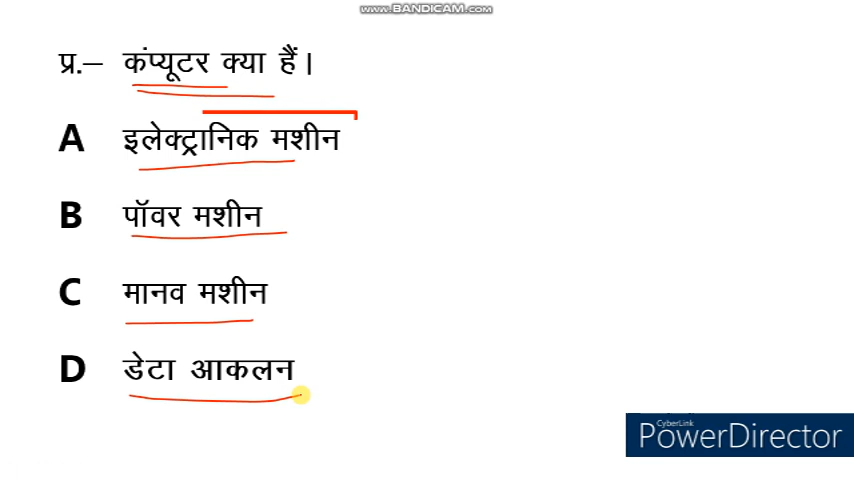 www.BANDICAM.com
प्र.– कंप्यूटर क्या हैं।
A इलेक्ट्रानिक मशीन
B पॉवर मशीन
C मानव मशीन
D डेटा आकलन
CyberLink
PowerDirector